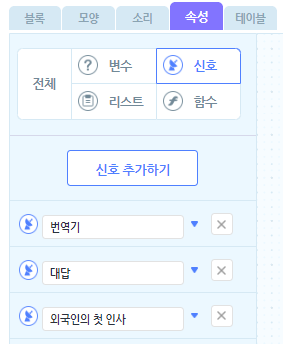 블록 모양 소리 속성 테이블
전체
? 변수 신호
리스트 함수
신호 추가하기
번역기
대답
외국인의 첫 인사